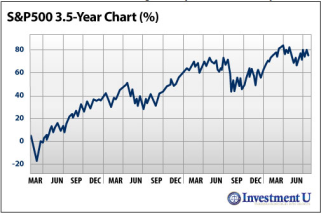 S&P500 3.5-Year Chart (%)
80
60
40
20
0
-20
MAR JUN SEP DEC MAR JUN SEP DEC MAR JUN SEP DEC MAR JUN
Investment U